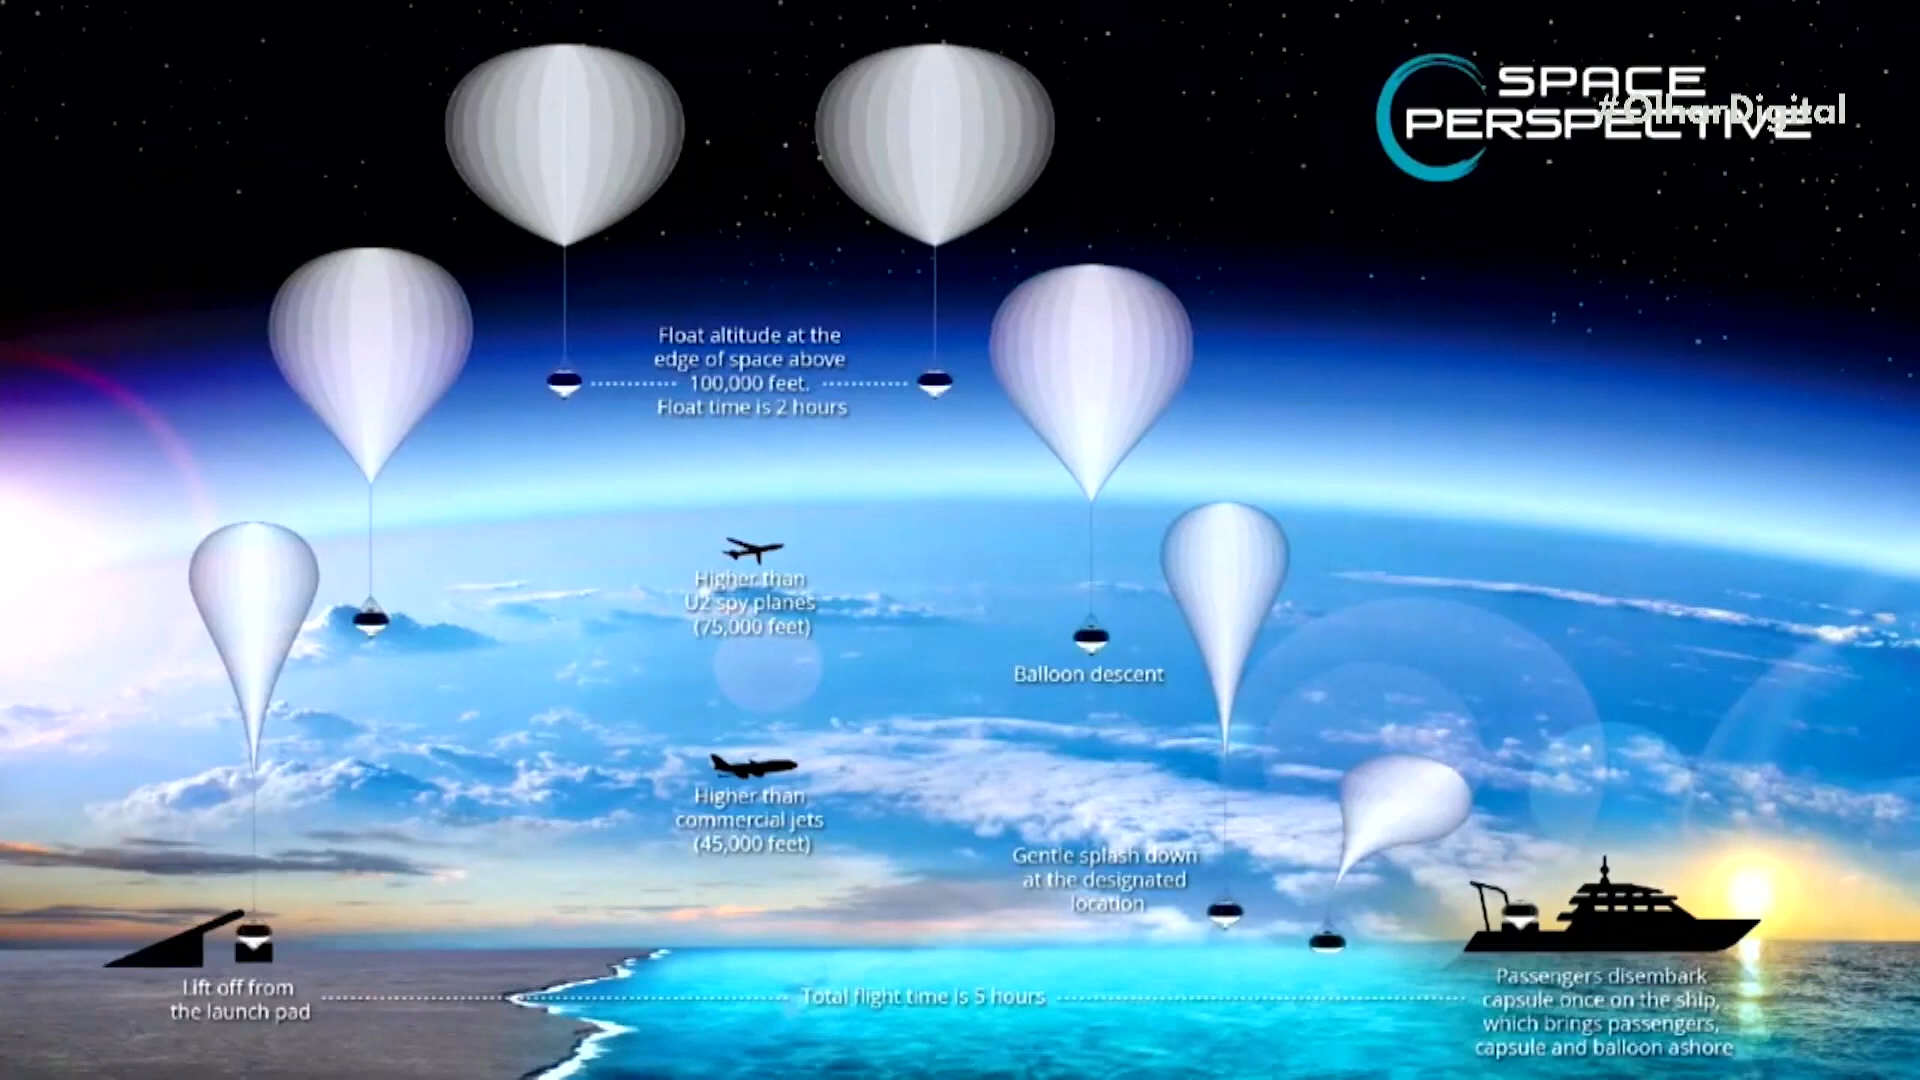 SPACE
PERSPECTIVE
#OlharDigital
Float altitude at the
edge of space above
100,000 feet.
Float time is 2 hours
Higher than
U2 spy planes
(75,000 feet)
Balloon descent
Higher than
commercial jets
(45,000 feet)
Gentle splash down
at the designated
location
Lift off from
the launch pad
Total flight time is 5 hours
Passengers disembark
capsule once on the ship,
which brings passengers,
capsule and balloon ashore